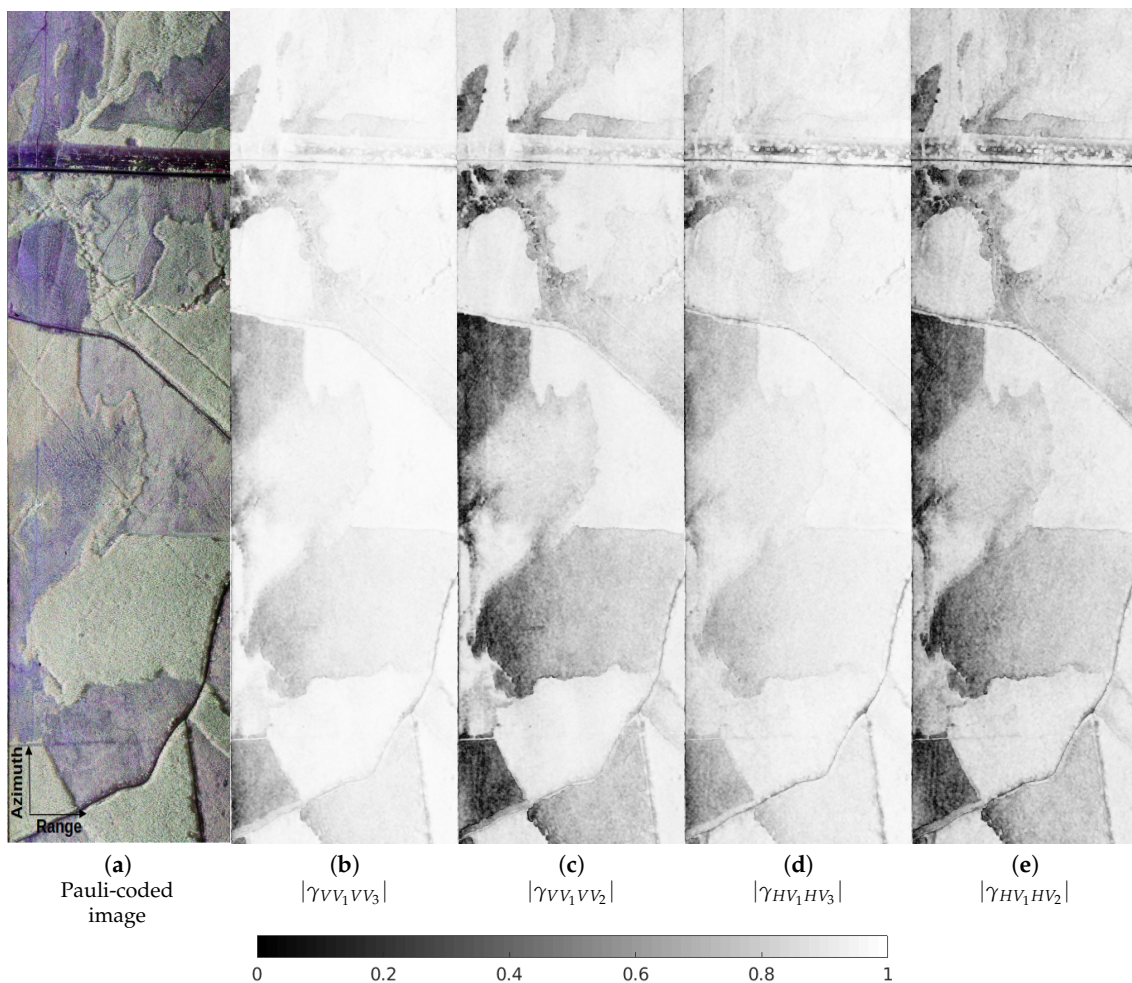 Azimuth
Range
(a)
Pauli-coded
image
(b)
|γVV₁VV₃|
(c)
|γVV₁VV₂|
(d)
|γHV₁HV₃|
(e)
|γHV₁HV₂|
0 0.2 0.4 0.6 0.8 1